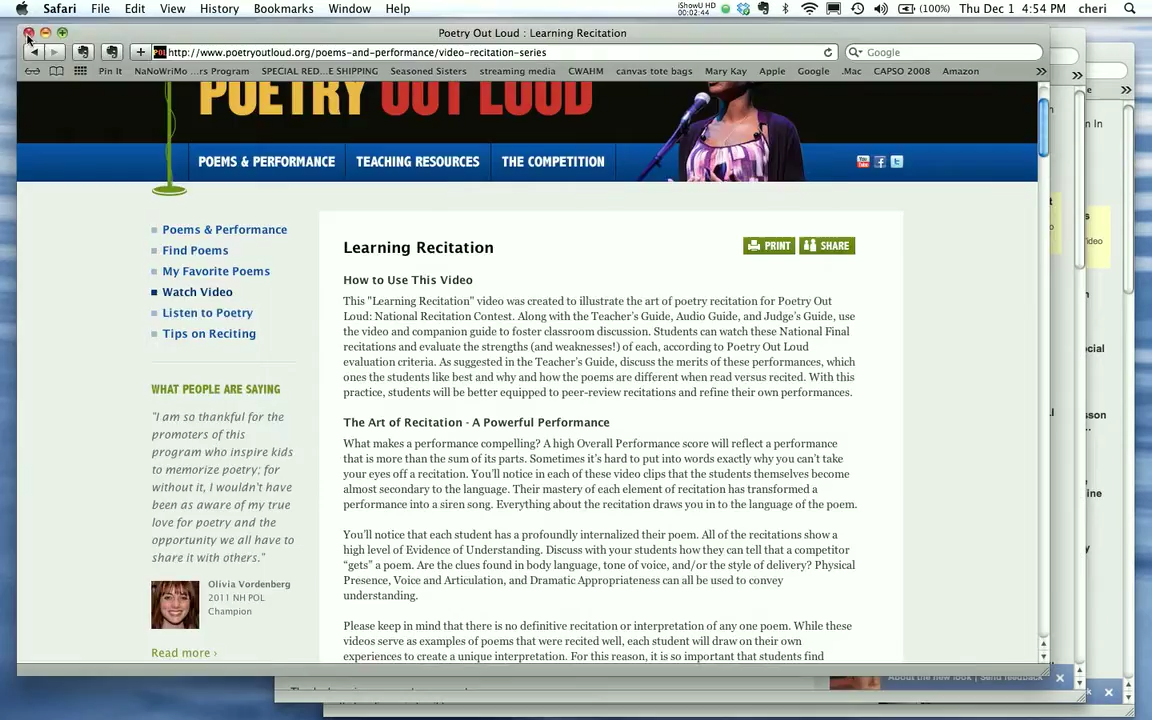 Safari File Edit View History Bookmarks Window Help iShowU HD 00:02:44 (100%) Thu Dec 1 4:54 PM cheri
Poetry Out Loud : Learning Recitation
POL http://www.poetryoutloud.org/poems-and-performance/video-recitation-series Google
Pin It NaNoWriMo ...rs Program SPECIAL RED...E SHIPPING Seasoned Sisters streaming media CWAHM canvas tote bags Mary Kay Apple Google .Mac CAPSO 2008 Amazon
POETRY OUT LOUD
POEMS & PERFORMANCE TEACHING RESOURCES THE COMPETITION
Poems & Performance
Find Poems
My Favorite Poems
Watch Video
Listen to Poetry
Tips on Reciting
WHAT PEOPLE ARE SAYING
"I am so thankful for the
promoters of this
program who inspire kids
to memorize poetry; for
without it, I wouldn't have
been as aware of my true
love for poetry and the
opportunity we all have to
share it with others."
Olivia Vordenberg
2011 NH POL
Champion
Read more ›
Learning Recitation
PRINT SHARE
How to Use This Video
This "Learning Recitation" video was created to illustrate the art of poetry recitation for Poetry Out
Loud: National Recitation Contest. Along with the Teacher's Guide, Audio Guide, and Judge's Guide, use
the video and companion guide to foster classroom discussion. Students can watch these National Final
recitations and evaluate the strengths (and weaknesses!) of each, according to Poetry Out Loud
evaluation criteria. As suggested in the Teacher's Guide, discuss the merits of these performances, which
ones the students like best and why and how the poems are different when read versus recited. With this
practice, students will be better equipped to peer-review recitations and refine their own performances.
The Art of Recitation - A Powerful Performance
What makes a performance compelling? A high Overall Performance score will reflect a performance
that is more than the sum of its parts. Sometimes it's hard to put into words exactly why you can't take
your eyes off a recitation. You'll notice in each of these video clips that the students themselves become
almost secondary to the language. Their mastery of each element of recitation has transformed a
performance into a siren song. Everything about the recitation draws you in to the language of the poem.
You'll notice that each student has a profoundly internalized their poem. All of the recitations show a
high level of Evidence of Understanding. Discuss with your students how they can tell that a competitor
"gets" a poem. Are the clues found in body language, tone of voice, and/or the style of delivery? Physical
Presence, Voice and Articulation, and Dramatic Appropriateness can all be used to convey
understanding.
Please keep in mind that there is no definitive recitation or interpretation of any one poem. While these
videos serve as examples of poems that were recited well, each student will draw on their own
experiences to create a unique interpretation. For this reason, it is so important that students find
About the new look | Send feedback